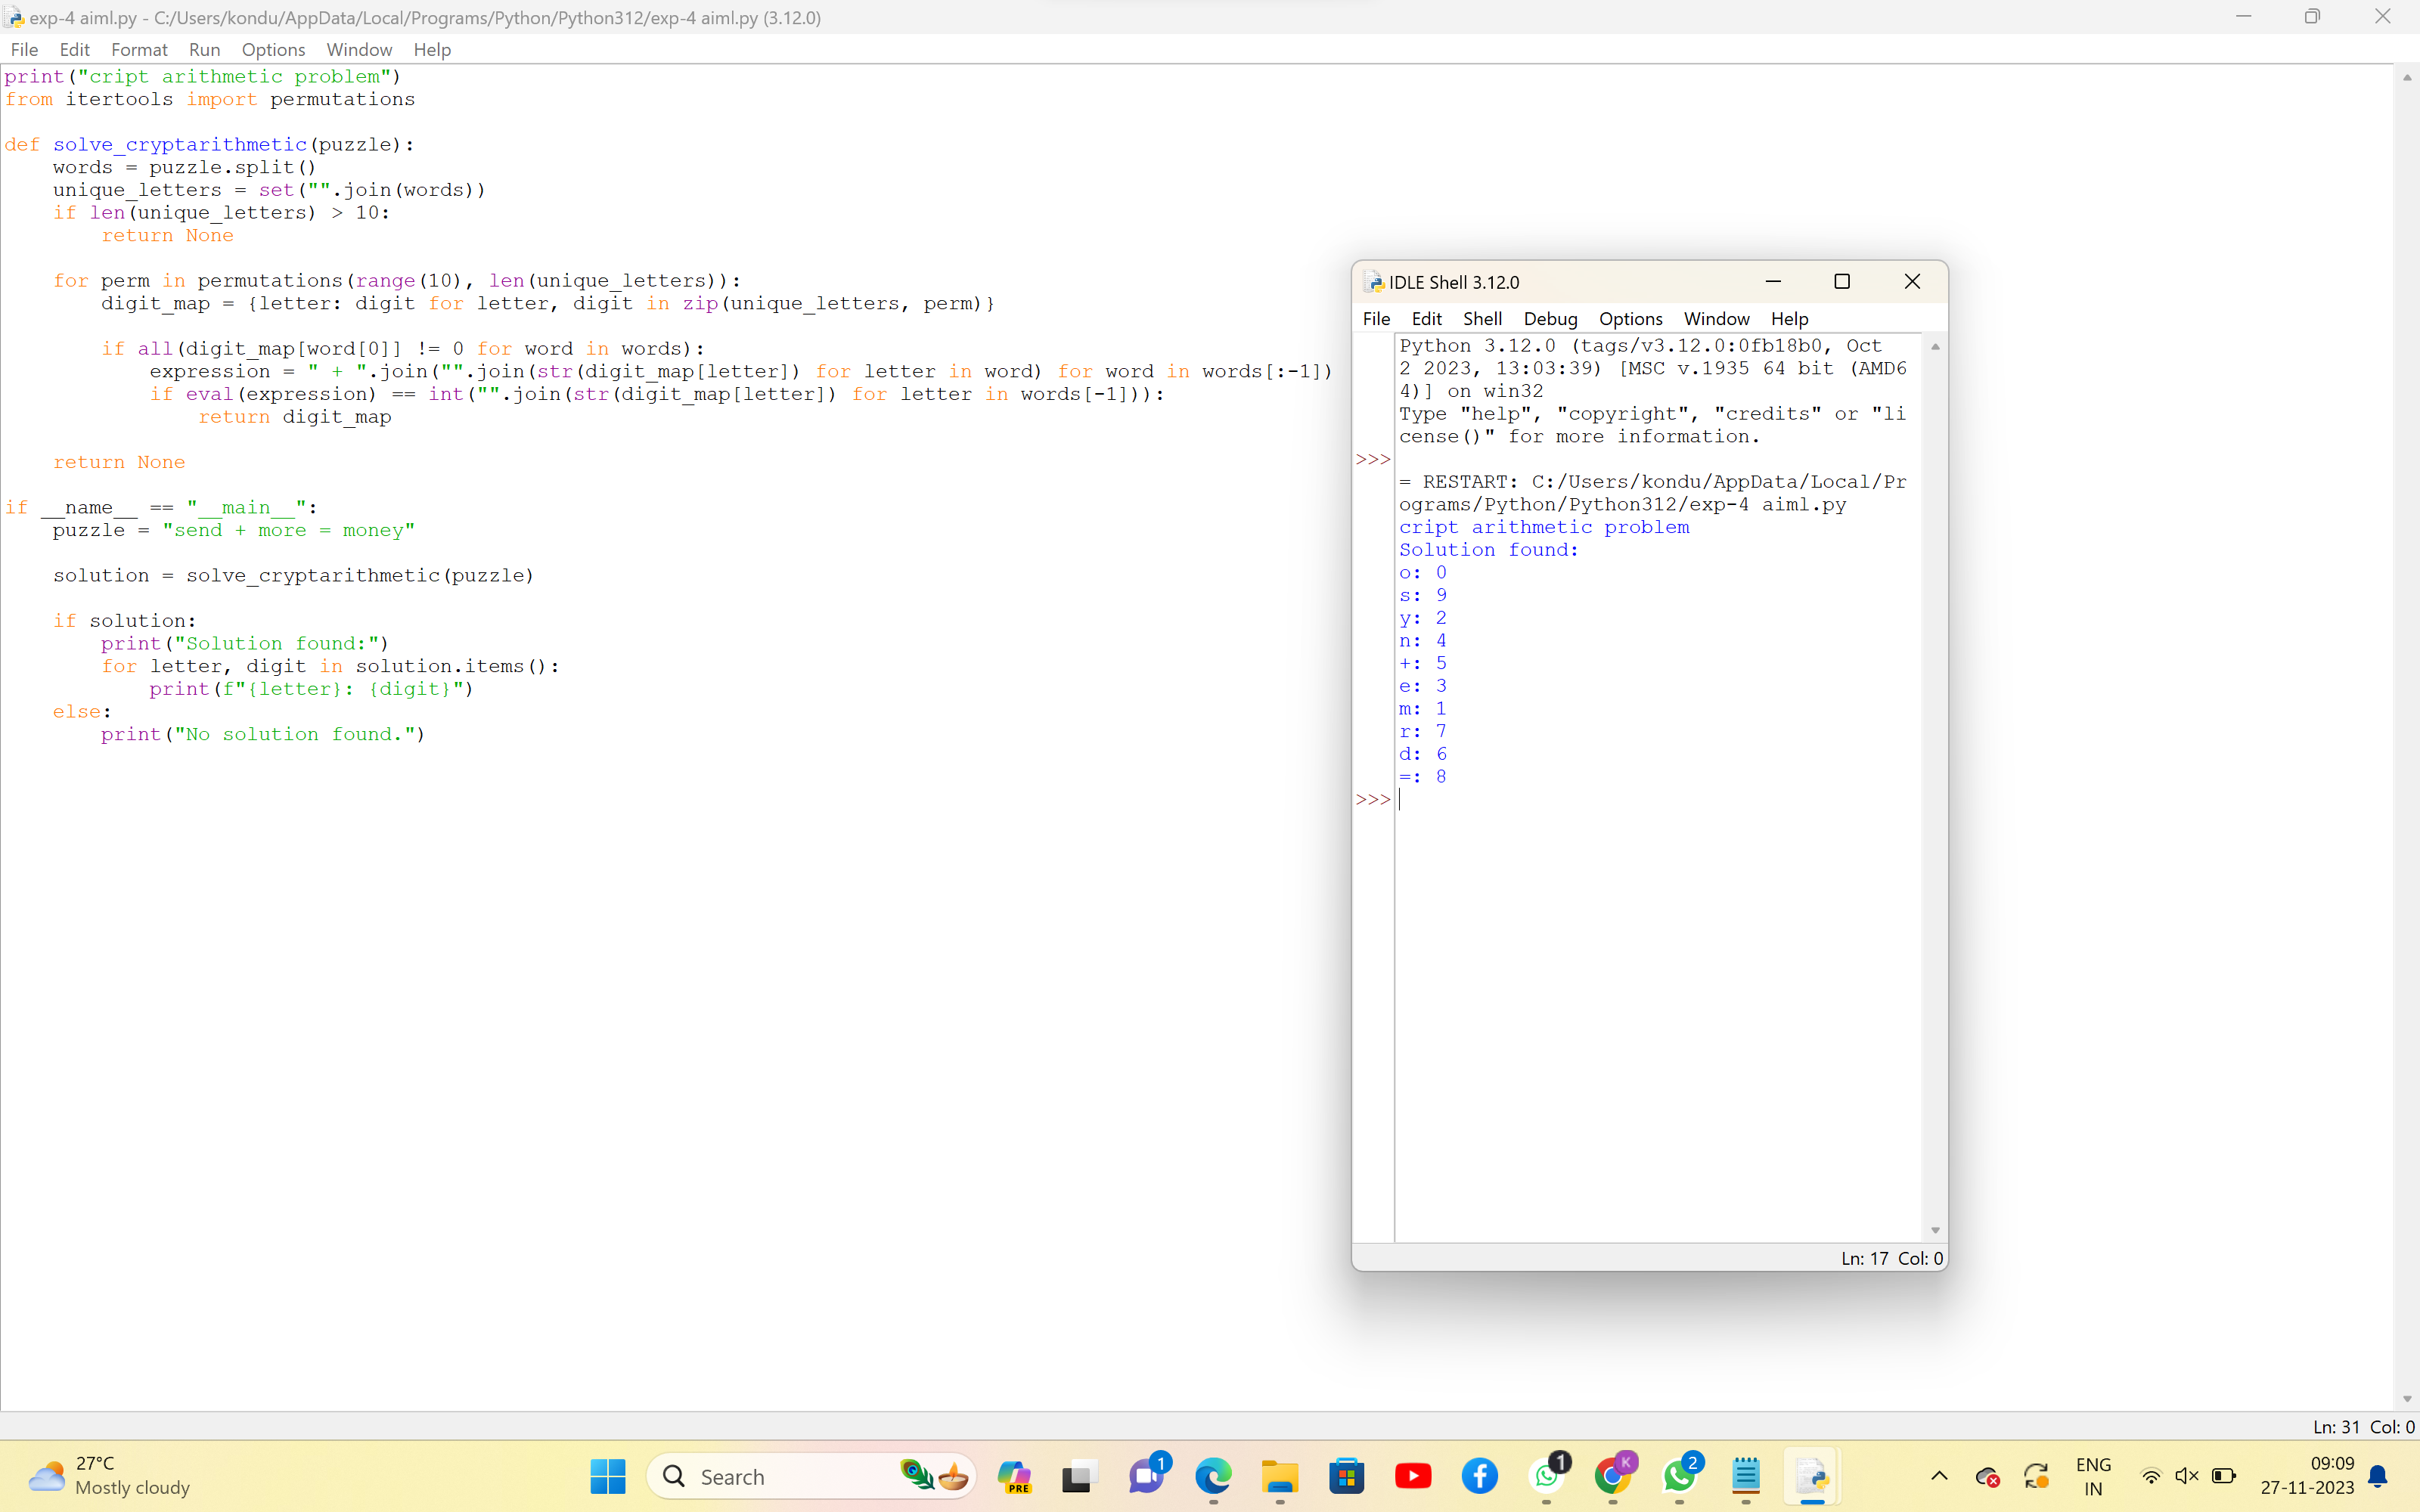 exp-4 aiml.py - C:/Users/kondu/AppData/Local/Programs/Python/Python312/exp-4 aiml.py (3.12.0)
File Edit Format Run Options Window Help
print("cript arithmetic problem")
from itertools import permutations
def solve_cryptarithmetic(puzzle):
    words = puzzle.split()
    unique_letters = set("".join(words))
    if len(unique_letters) > 10:
        return None
    for perm in permutations(range(10), len(unique_letters)):
        digit_map = {letter: digit for letter, digit in zip(unique_letters, perm)}
        if all(digit_map[word[0]] != 0 for word in words):
            expression = " + ".join("".join(str(digit_map[letter]) for letter in word) for word in words[:-1])
            if eval(expression) == int("".join(str(digit_map[letter]) for letter in words[-1])):
                return digit_map
    return None
if __name__ == "__main__":
    puzzle = "send + more = money"
    solution = solve_cryptarithmetic(puzzle)
    if solution:
        print("Solution found:")
        for letter, digit in solution.items():
            print(f"{letter}: {digit}")
    else:
        print("No solution found.")
IDLE Shell 3.12.0
File Edit Shell Debug Options Window Help
Python 3.12.0 (tags/v3.12.0:0fb18b0, Oct
2 2023, 13:03:39) [MSC v.1935 64 bit (AMD6
4)] on win32
Type "help", "copyright", "credits" or "li
cense()" for more information.
>>>
= RESTART: C:/Users/kondu/AppData/Local/Pr
ograms/Python/Python312/exp-4 aiml.py
cript arithmetic problem
Solution found:
o: 0
s: 9
y: 2
n: 4
+: 5
e: 3
m: 1
r: 7
d: 6
=: 8
>>>
Ln: 17 Col: 0
Ln: 31 Col: 0
27°C
Mostly cloudy
Search
PRE
1
1
K
2
ENG
IN
09:09
27-11-2023